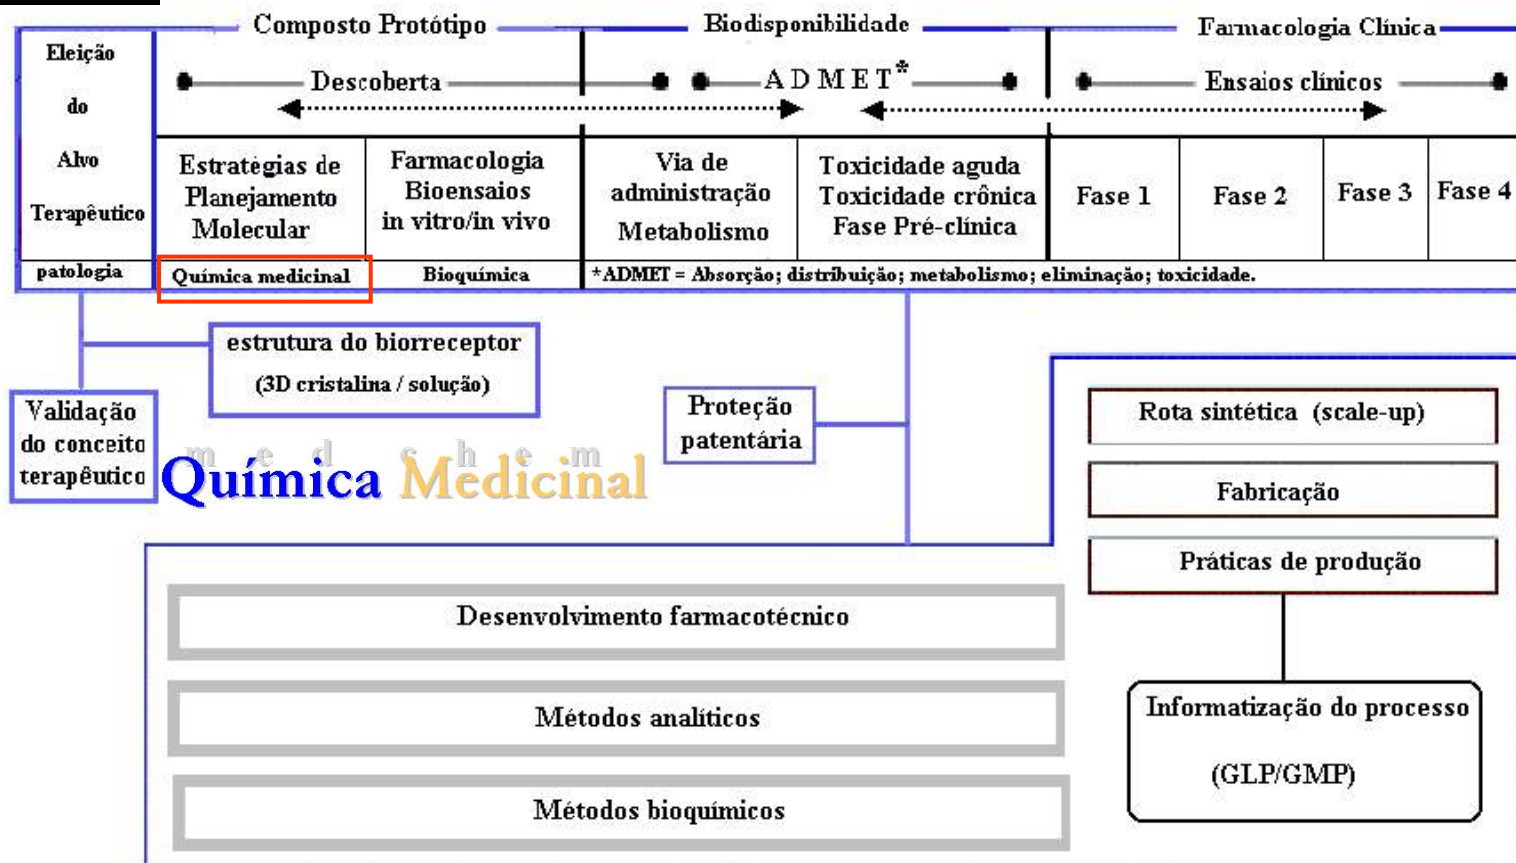 Composto Protótipo
Biodisponibilidade
Farmacologia Clínica
Eleição
do
Alvo
Terapêutico
Descoberta
A D M E T*
Ensaios clínicos
Estratégias de
Planejamento
Molecular
Farmacologia
Bioensaios
in vitro/in vivo
Via de
administração
Metabolismo
Toxicidade aguda
Toxicidade crônica
Fase Pré-clínica
Fase 1
Fase 2
Fase 3
Fase 4
patologia
Química medicinal
Bioquímica
*ADMET = Absorção; distribuição; metabolismo; eliminação; toxicidade.
estrutura do biorreceptor
(3D cristalina / solução)
Validação
do conceito
terapêutico
med chem
Química Medicinal
Proteção
patentária
Rota sintética (scale-up)
Fabricação
Práticas de produção
Desenvolvimento farmacotécnico
Métodos analíticos
Métodos bioquímicos
Informatização do processo
(GLP/GMP)